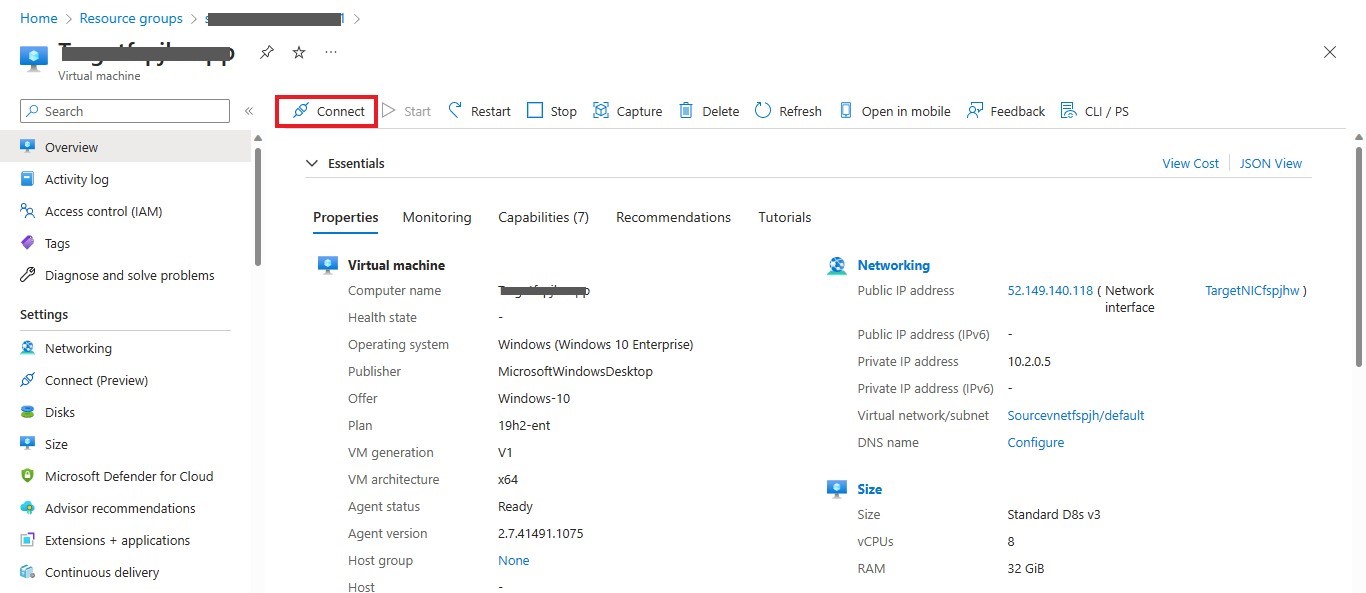 Home > Resource groups > >
...
Virtual machine
Search «
Connect Start Restart Stop Capture Delete Refresh Open in mobile Feedback CLI / PS
Overview
Activity log
Access control (IAM)
Tags
Diagnose and solve problems
Settings
Networking
Connect (Preview)
Disks
Size
Microsoft Defender for Cloud
Advisor recommendations
Extensions + applications
Continuous delivery
Essentials View Cost JSON View
Properties Monitoring Capabilities (7) Recommendations Tutorials
Virtual machine
Computer name
Health state -
Operating system Windows (Windows 10 Enterprise)
Publisher MicrosoftWindowsDesktop
Offer Windows-10
Plan 19h2-ent
VM generation V1
VM architecture x64
Agent status Ready
Agent version 2.7.41491.1075
Host group None
Host -
Networking
Public IP address 52.149.140.118 ( Network interface TargetNICfspjhw )
Public IP address (IPv6) -
Private IP address 10.2.0.5
Private IP address (IPv6) -
Virtual network/subnet Sourcevnetfspjh/default
DNS name Configure
Size
Size Standard D8s v3
vCPUs 8
RAM 32 GiB